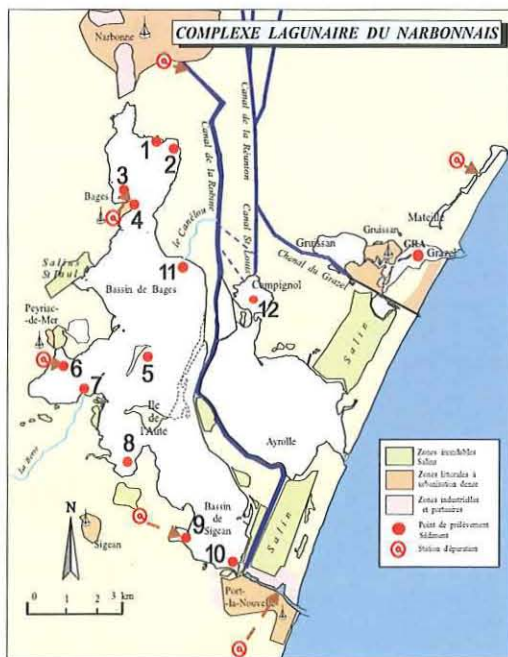 COMPLEXE LAGUNAIRE DU NARBONNAIS
Narbonne
Canal de la Robine
Canal de la Réunion
Canal St-Louis
1
2
3
Bages
4
le Canélou
Mateille
Gruissan
Gruissan
GRA
Grazel
Chenal du Grazel
Salins
St Paul
11
Bassin de Bages
Campignol
12
Salin
Peyriac-
de-Mer
6
5
7
Ile
de
l'Aute
La Berre
Ayrolle
8
Zones inondables
Salins
Zones littorales à
urbanisation dense
Zones industrielles
et portuaires
Point de prélèvement
Sédiment
Station d'épuration
N
Sigean
9
Bassin
de
Sigean
10
Salin
0 1 2 3 km
Port-
la-Nouvelle